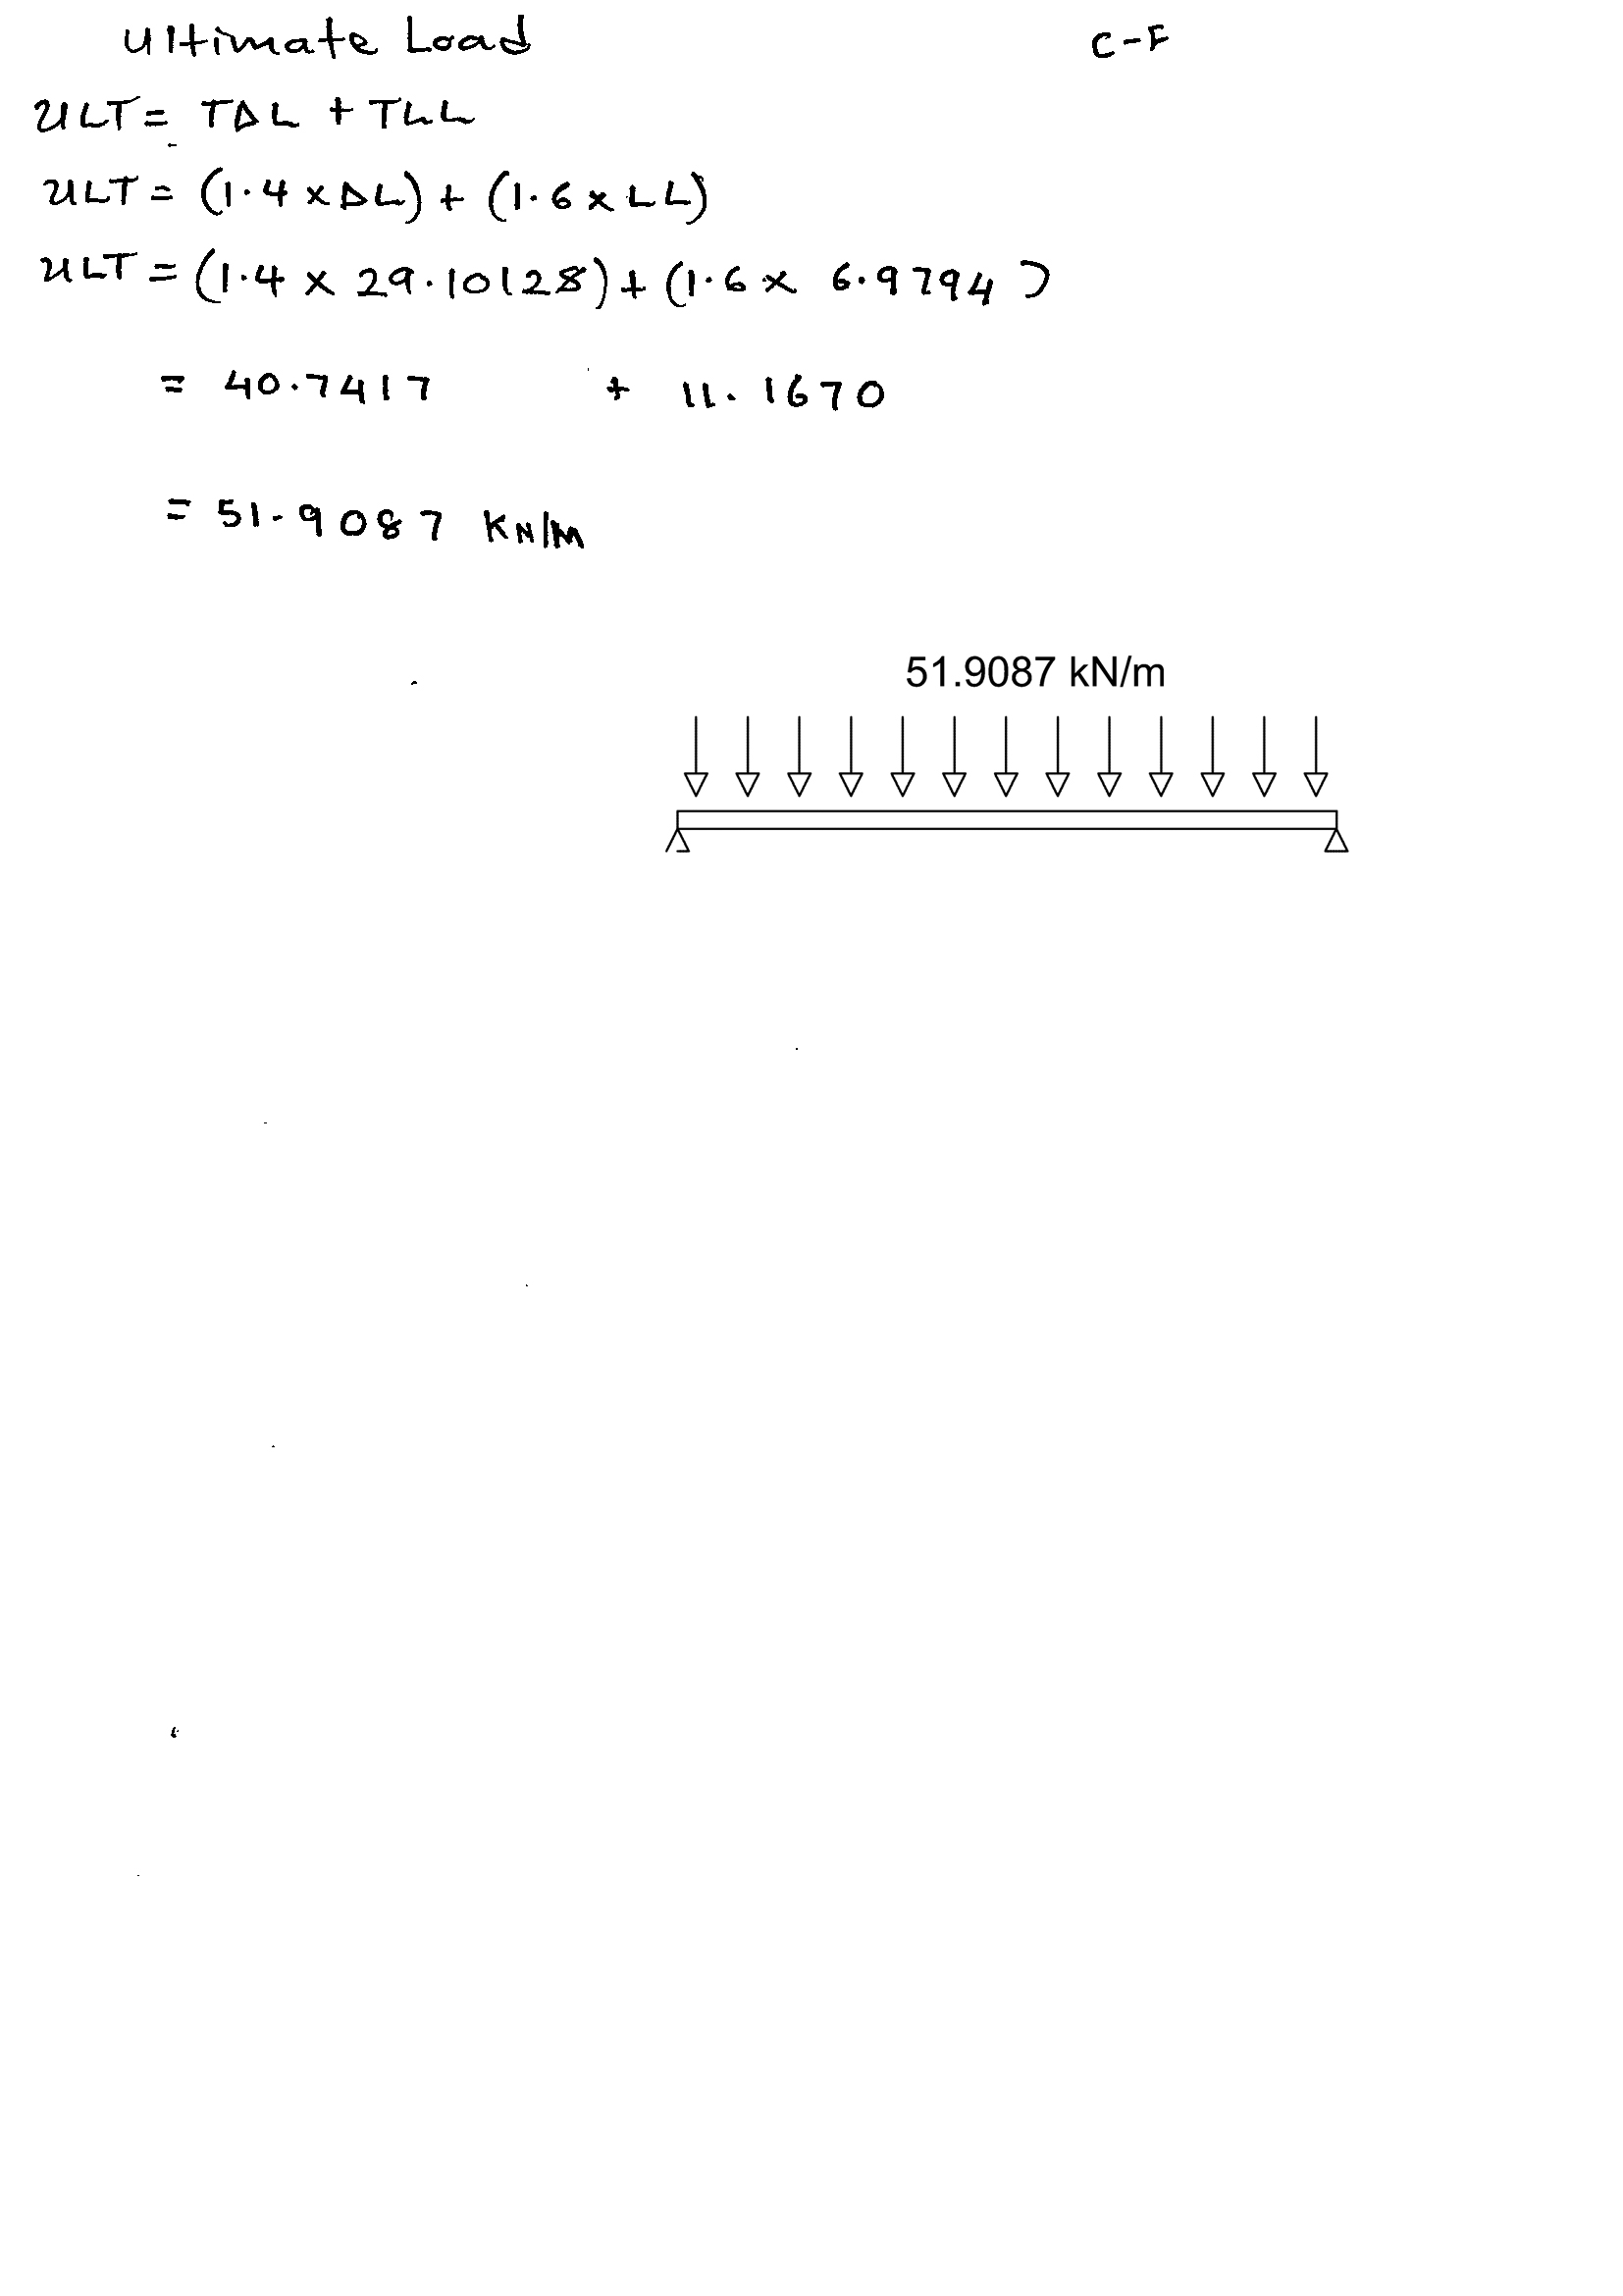 Ultimate Load
C-F
ULT = TDL + TLL
ULT = (1.4 x DL) + (1.6 x LL)
ULT = (1.4 x 29.10128) + (1.6 x 6.9794)
= 40.7417 + 11.1670
= 51.9087 KN/M
51.9087 kN/m